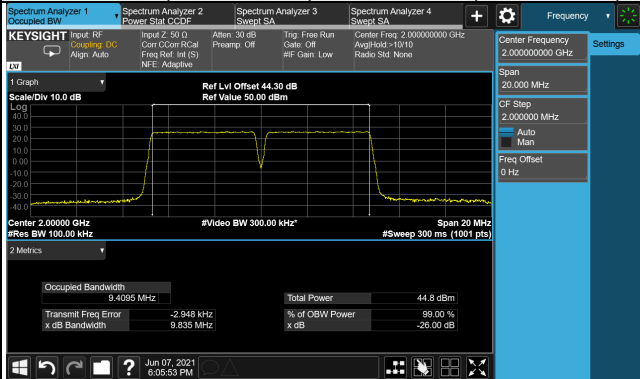 Spectrum Analyzer 1
Occupied BW
Spectrum Analyzer 2
Power Stat CCDF
Spectrum Analyzer 3
Swept SA
Spectrum Analyzer 4
Swept SA
Frequency
KEYSIGHT
Input: RF
Coupling: DC
Align: Auto
Input Z: 50 Ω
Corr CCorr RCal
Freq Ref: Int (S)
NFE: Adaptive
Atten: 30 dB
Preamp: Off
Trig: Free Run
Gate: Off
#IF Gain: Low
Center Freq: 2.000000000 GHz
Avg|Hold:>10/10
Radio Std: None
LXI
Center Frequency
2.000000000 GHz
Settings
Span
20.000 MHz
CF Step
2.000000 MHz
Auto
Man
Freq Offset
0 Hz
1 Graph
Scale/Div 10.0 dB
Ref Lvl Offset 44.30 dB
Ref Value 50.00 dBm
Log
40.0
30.0
20.0
10.0
0.00
-10.0
-20.0
-30.0
-40.0
Center 2.00000 GHz
#Video BW 300.00 kHz*
Span 20 MHz
#Res BW 100.00 kHz
#Sweep 300 ms (1001 pts)
2 Metrics
Occupied Bandwidth
9.4095 MHz
Total Power
44.8 dBm
Transmit Freq Error
-2.948 kHz
% of OBW Power
99.00 %
x dB Bandwidth
9.835 MHz
x dB
-26.00 dB
?
Jun 07, 2021
6:05:53 PM